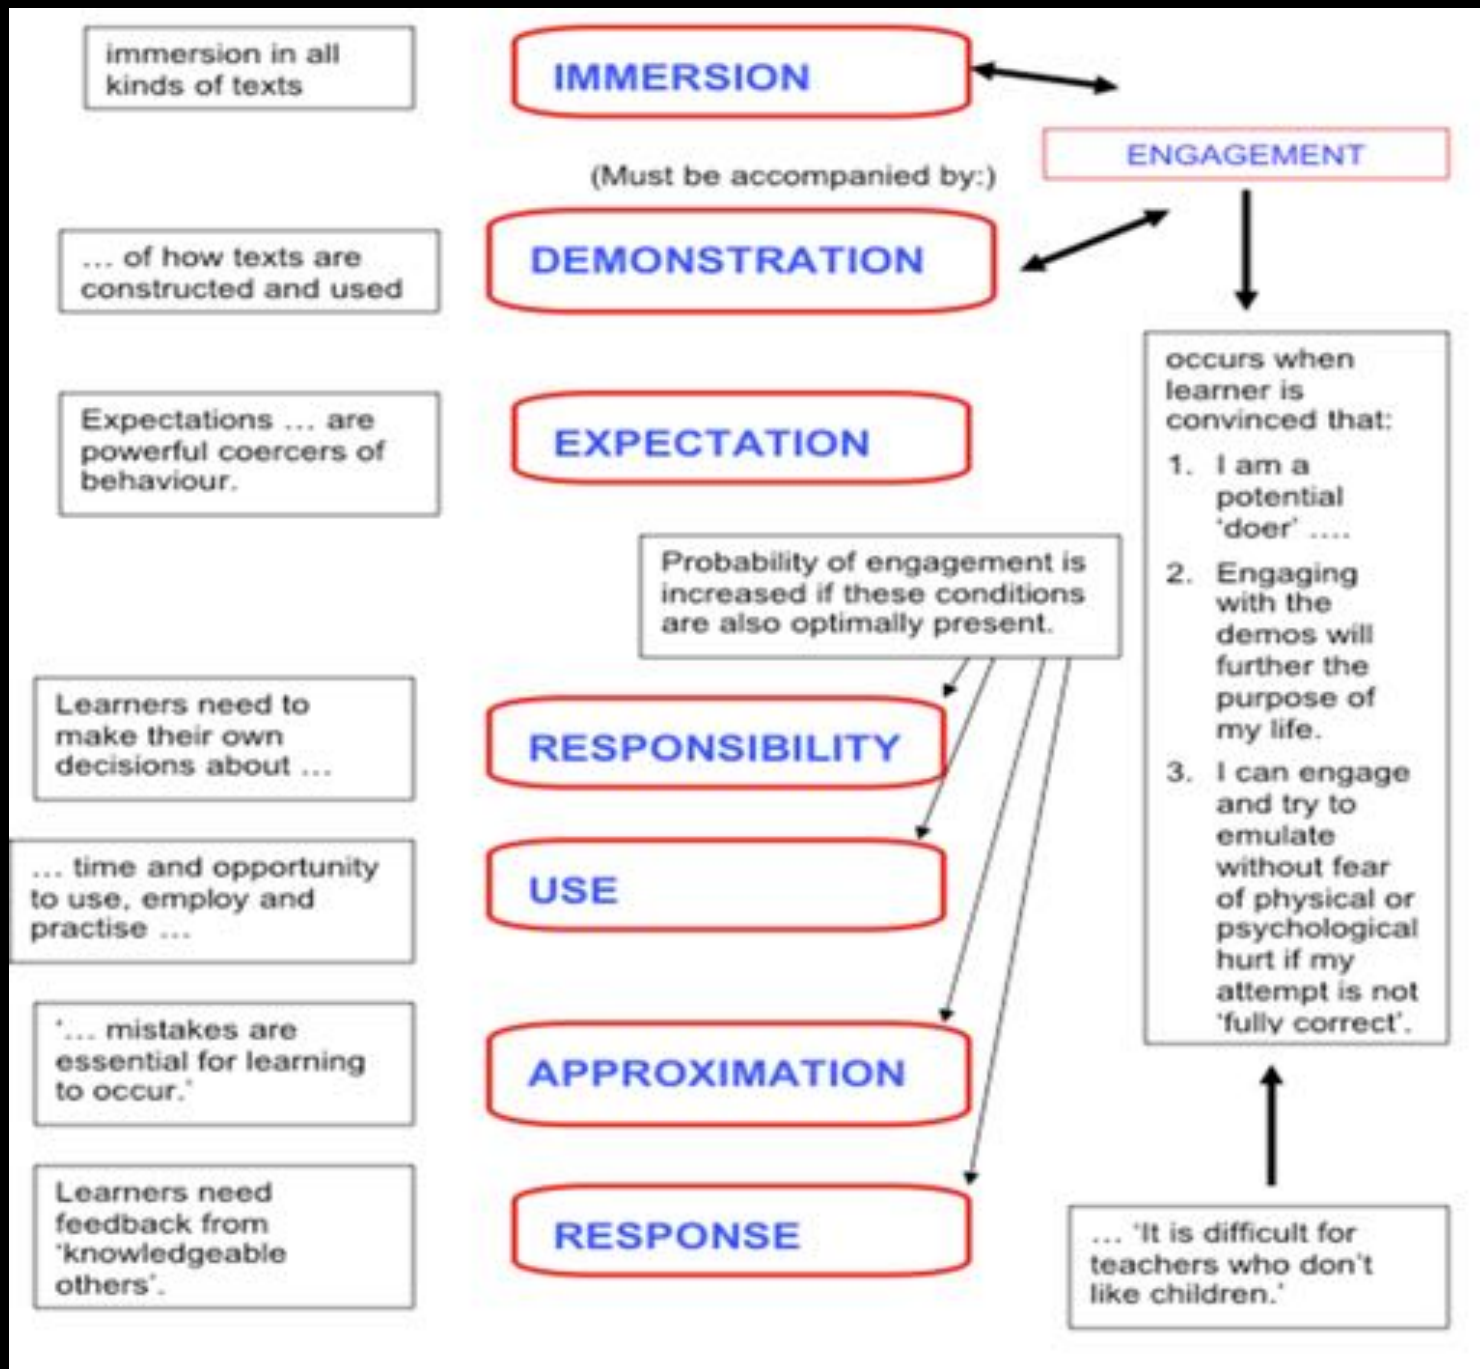 immersion in all
kinds of texts
IMMERSION
ENGAGEMENT
(Must be accompanied by:)
… of how texts are
constructed and used
DEMONSTRATION
Expectations … are
powerful coercers of
behaviour.
EXPECTATION
occurs when
learner is
convinced that:
1. I am a
potential
'doer' ….
2. Engaging
with the
demos will
further the
purpose of
my life.
3. I can engage
and try to
emulate
without fear
of physical or
psychological
hurt if my
attempt is not
'fully correct'.
Probability of engagement is
increased if these conditions
are also optimally present.
Learners need to
make their own
decisions about …
RESPONSIBILITY
… time and opportunity
to use, employ and
practise …
USE
'… mistakes are
essential for learning
to occur.'
APPROXIMATION
Learners need
feedback from
'knowledgeable
others'.
RESPONSE
… 'It is difficult for
teachers who don't
like children.'